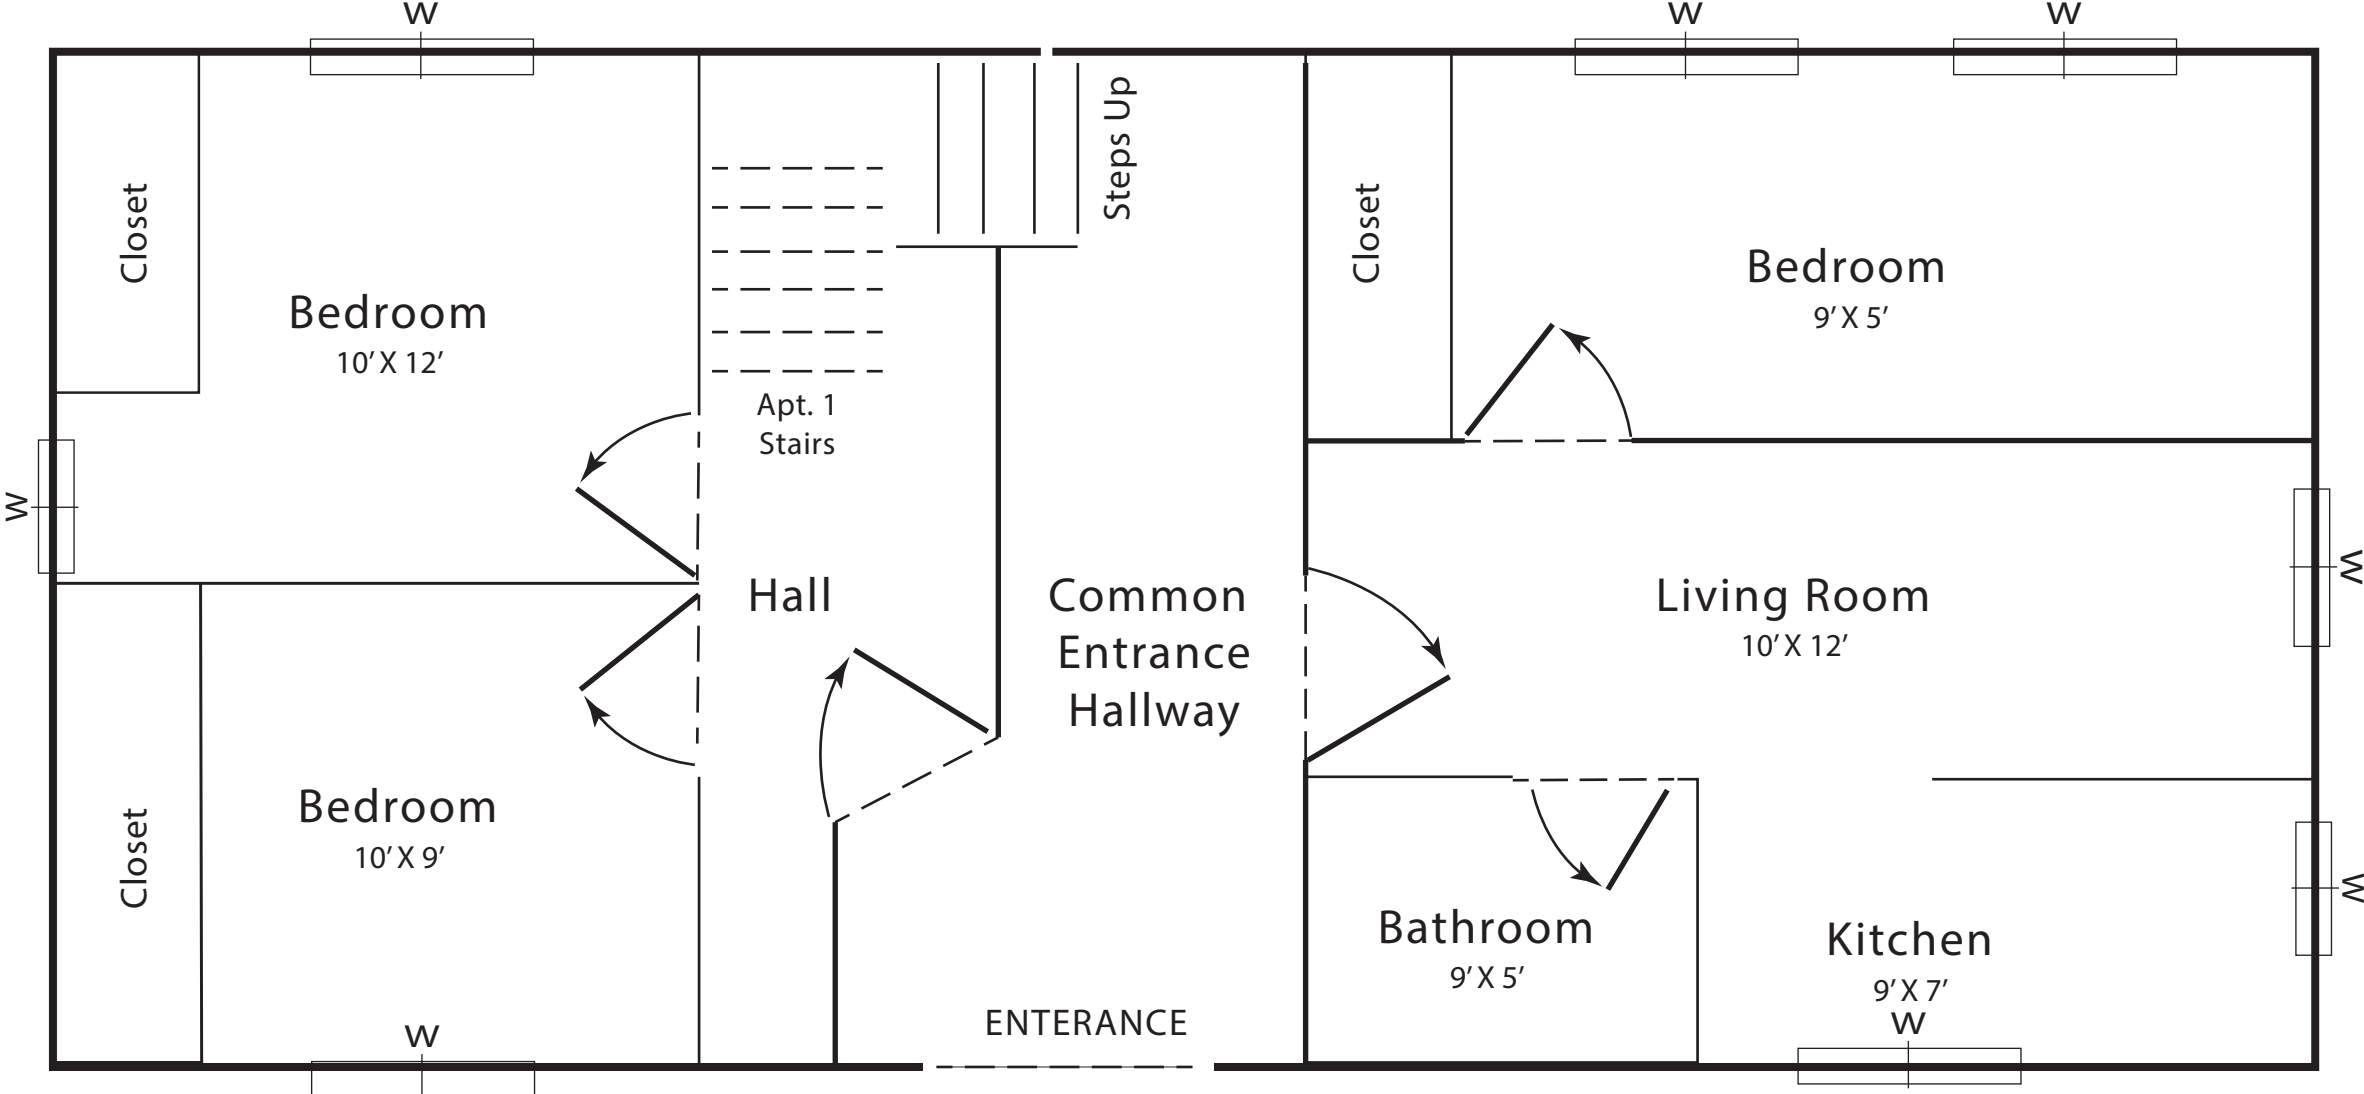 W
W
W
Closet
Bedroom
10' X 12'
Steps Up
Closet
Bedroom
9' X 5'
Apt. 1
Stairs
W
Hall
Common
Entrance
Hallway
Living Room
10' X 12'
W
Closet
Bedroom
10' X 9'
Bathroom
9' X 5'
Kitchen
9' X 7'
W
W
ENTERANCE
W